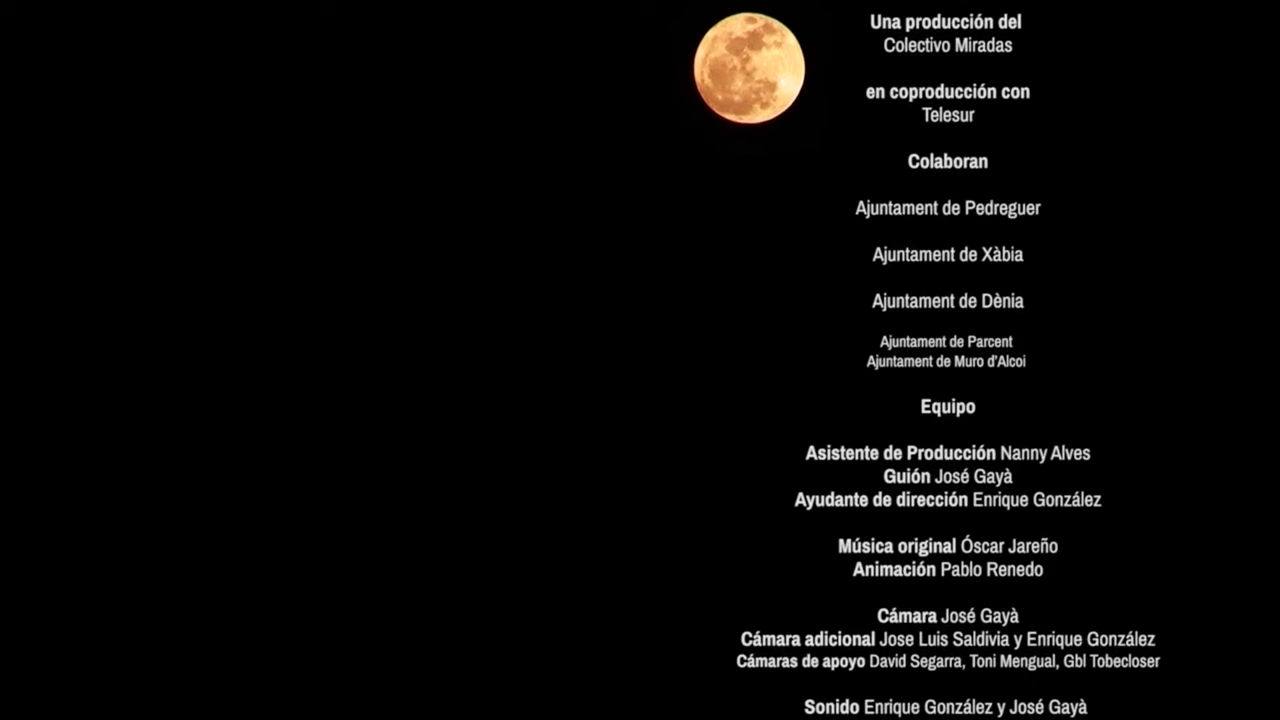 Una producción del
Colectivo Miradas
en coproducción con
Telesur
Colaboran
Ajuntament de Pedreguer
Ajuntament de Xàbia
Ajuntament de Dènia
Ajuntament de Parcent
Ajuntament de Muro d'Alcoi
Equipo
Asistente de Producción Nanny Alves
Guión José Gayà
Ayudante de dirección Enrique González
Música original Óscar Jareño
Animación Pablo Renedo
Cámara José Gayà
Cámara adicional Jose Luis Saldivia y Enrique González
Cámaras de apoyo David Segarra, Toni Mengual, Gbl Tobecloser
Sonido Enrique González y José Gayà